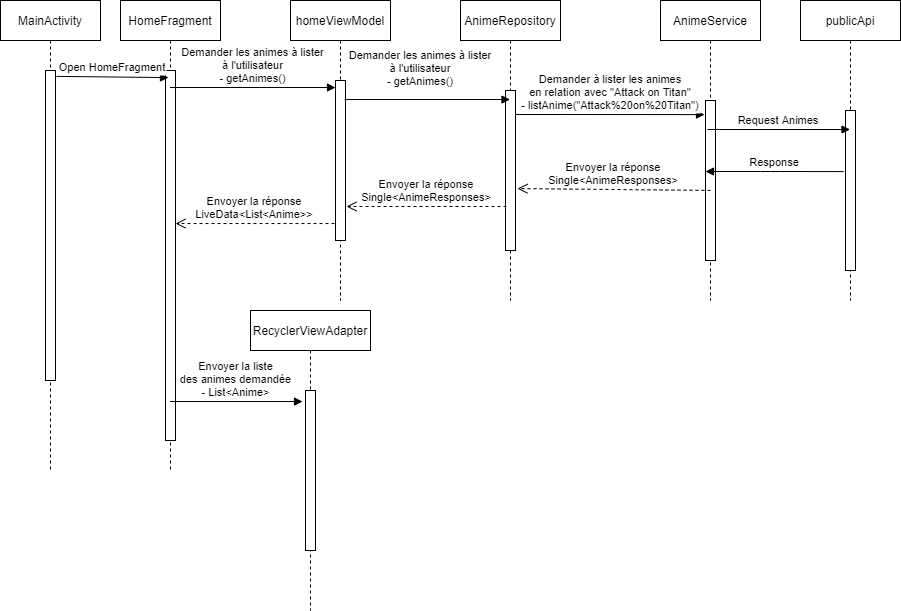 MainActivity
HomeFragment
homeViewModel
AnimeRepository
AnimeService
publicApi
Open HomeFragment
Demander les animes à lister
à l'utilisateur
- getAnimes()
Demander les animes à lister
à l'utilisateur
- getAnimes()
Demander à lister les animes
en relation avec "Attack on Titan"
- listAnime("Attack%20on%20Titan")
Request Animes
Response
Envoyer la réponse
Single<AnimeResponses>
Envoyer la réponse
Single<AnimeResponses>
Envoyer la réponse
LiveData<List<Anime>>
RecyclerViewAdapter
Envoyer la liste
des animes demandée
- List<Anime>